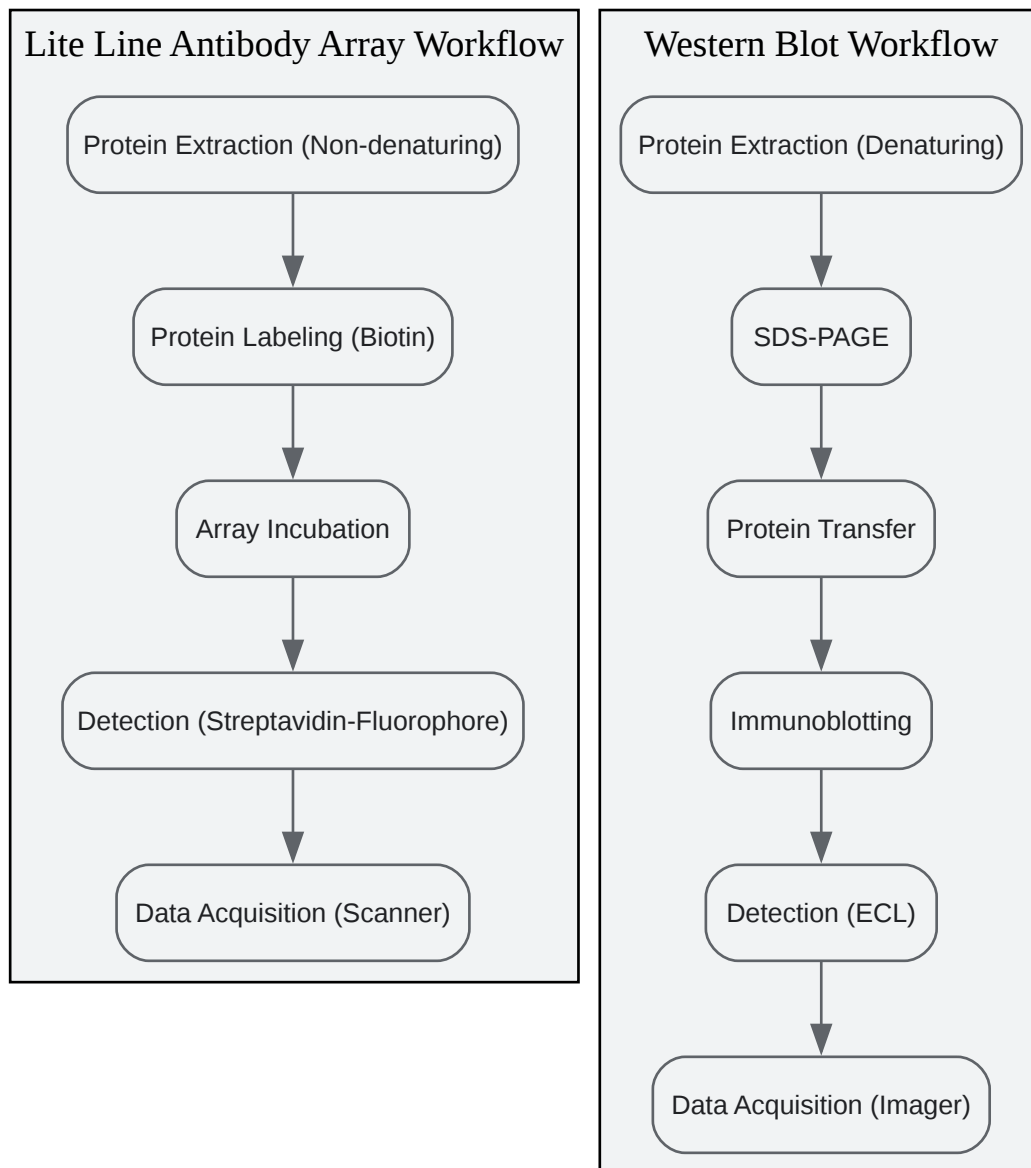 Lite Line Antibody Array Workflow
Protein Extraction (Non-denaturing)
Protein Labeling (Biotin)
Array Incubation
Detection (Streptavidin-Fluorophore)
Data Acquisition (Scanner)
Western Blot Workflow
Protein Extraction (Denaturing)
SDS-PAGE
Protein Transfer
Immunoblotting
Detection (ECL)
Data Acquisition (Imager)